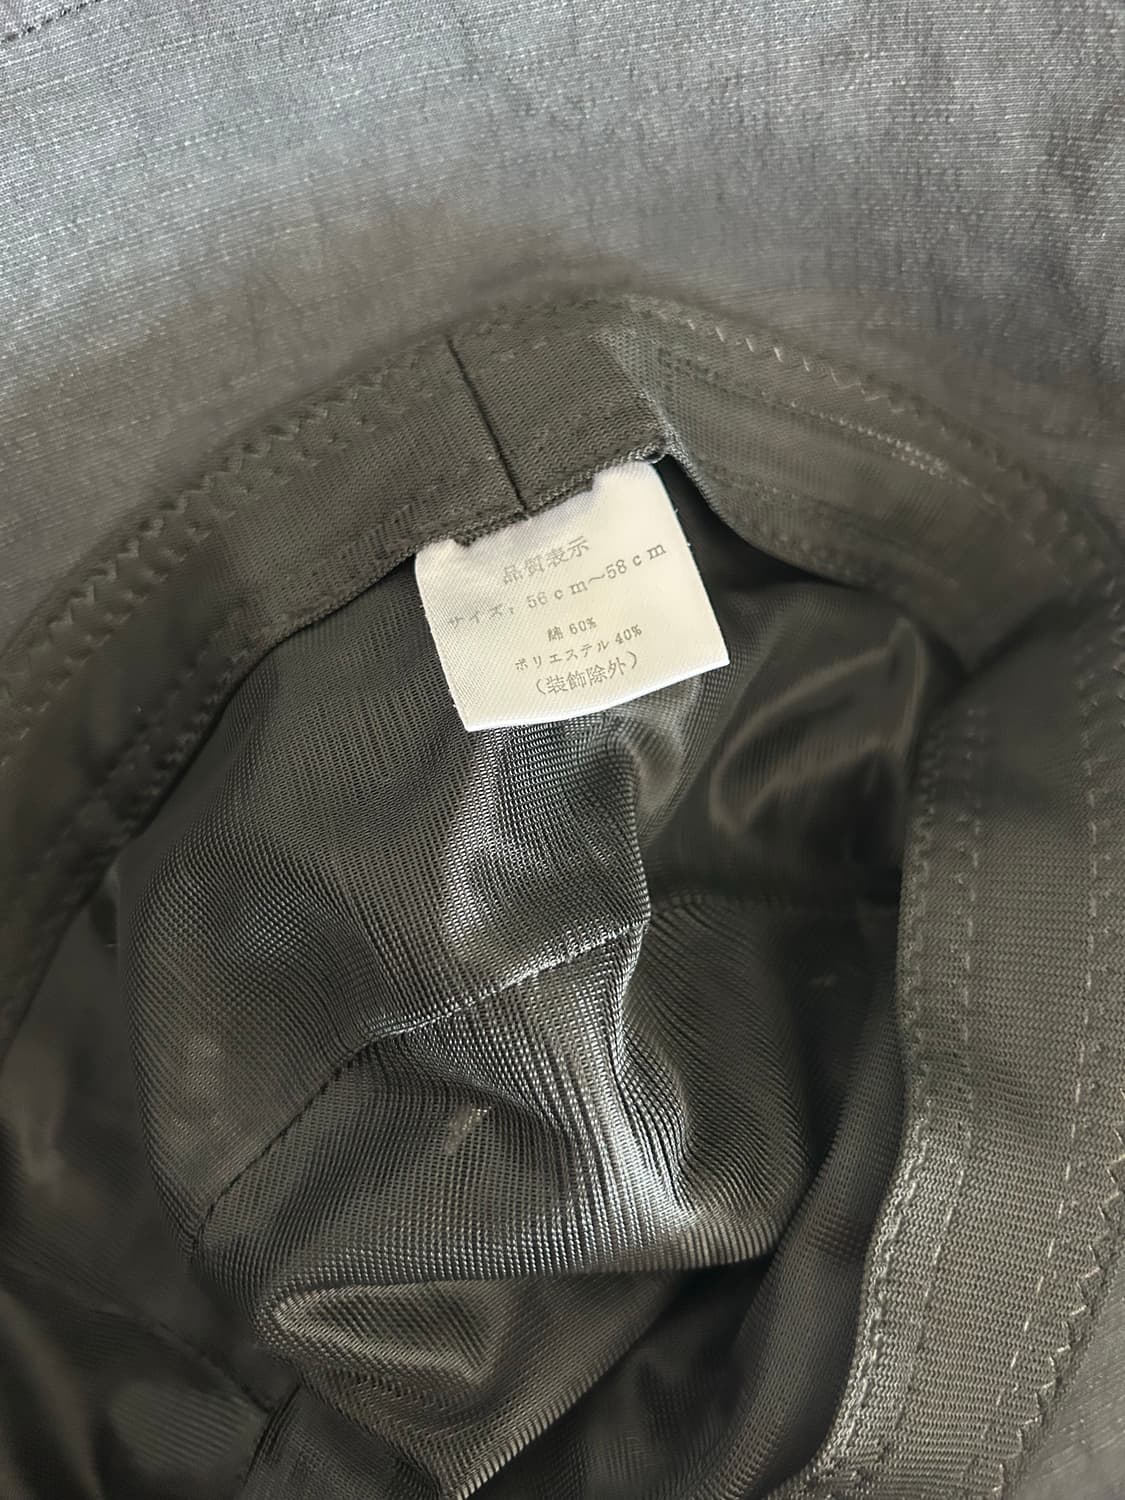 品質表示
サイズ：56cm～58cm
綿 60%
ポリエステル 40%
（装飾除外）